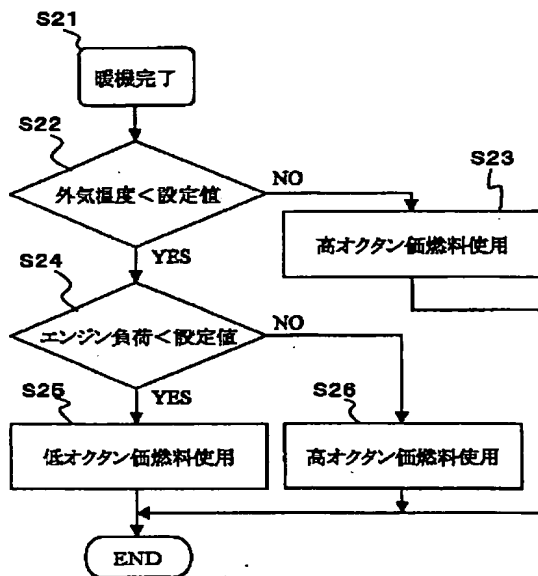 S21
暖機完了
S22
外気温度<設定値
NO
S23
高オクタン価燃料使用
YES
S24
エンジン負荷<設定値
NO
YES
S25
低オクタン価燃料使用
S26
高オクタン価燃料使用
END